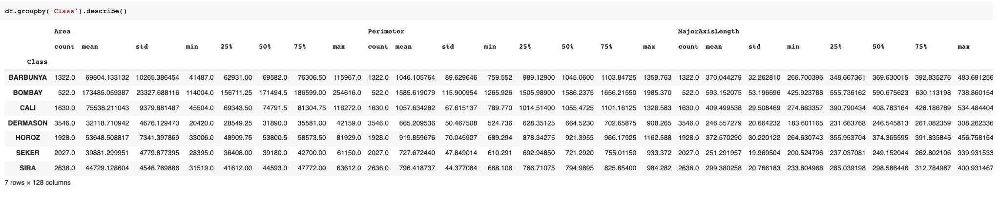 df.groupby('Class').describe()
Area Perimeter MajorAxisLength
count mean std min 25% 50% 75% max count mean std min 25% 50% 75% max count mean std min 25% 50% 75% max
Class
BARBUNYA 1322.0 69804.133132 10265.386454 41487.0 62931.00 69582.0 76306.50 115967.0 1322.0 1046.105764 89.629646 759.552 989.12900 1045.0600 1103.84725 1359.763 1322.0 370.044279 32.262810 266.700396 348.667361 369.630015 392.835276 483.691256
BOMBAY 522.0 173485.059387 23327.688116 114004.0 156711.25 171494.5 186599.00 254616.0 522.0 1585.619079 115.900954 1265.926 1505.98900 1586.2375 1656.21550 1985.370 522.0 593.152075 53.196696 425.923788 555.736162 590.675623 630.113198 738.860154
CALI 1630.0 75538.211043 9379.881487 45504.0 69343.50 74791.5 81304.75 116272.0 1630.0 1057.634282 67.615137 789.770 1014.51400 1055.4725 1101.16125 1326.583 1630.0 409.499538 29.508469 274.863357 390.790434 408.783164 428.186789 534.484404
DERMASON 3546.0 32118.710942 4676.129470 20420.0 28549.25 31890.0 35581.00 42159.0 3546.0 665.209536 50.467508 524.736 628.35125 664.5230 702.65875 908.265 3546.0 246.557279 20.664232 183.601165 231.663768 246.545813 261.082359 308.262336
HOROZ 1928.0 53648.508817 7341.397869 33006.0 48909.75 53800.5 58573.50 81929.0 1928.0 919.859676 70.045927 689.294 878.34275 921.3955 966.17925 1162.588 1928.0 372.570290 30.220122 264.630743 355.953704 374.365595 391.835845 456.758154
SEKER 2027.0 39881.299951 4779.877395 28395.0 36408.00 39180.0 42700.00 61150.0 2027.0 727.672440 47.849014 610.291 692.94850 721.2920 755.01150 933.372 2027.0 251.291957 19.969504 200.524796 237.037081 249.152044 262.802106 339.931533
SIRA 2636.0 44729.128604 4546.769886 31519.0 41612.00 44593.0 47772.00 63612.0 2636.0 796.418737 44.377084 668.106 766.71075 794.9895 825.85400 984.282 2636.0 299.380258 20.766183 233.804968 285.039198 298.586446 312.784987 400.931467
7 rows × 128 columns